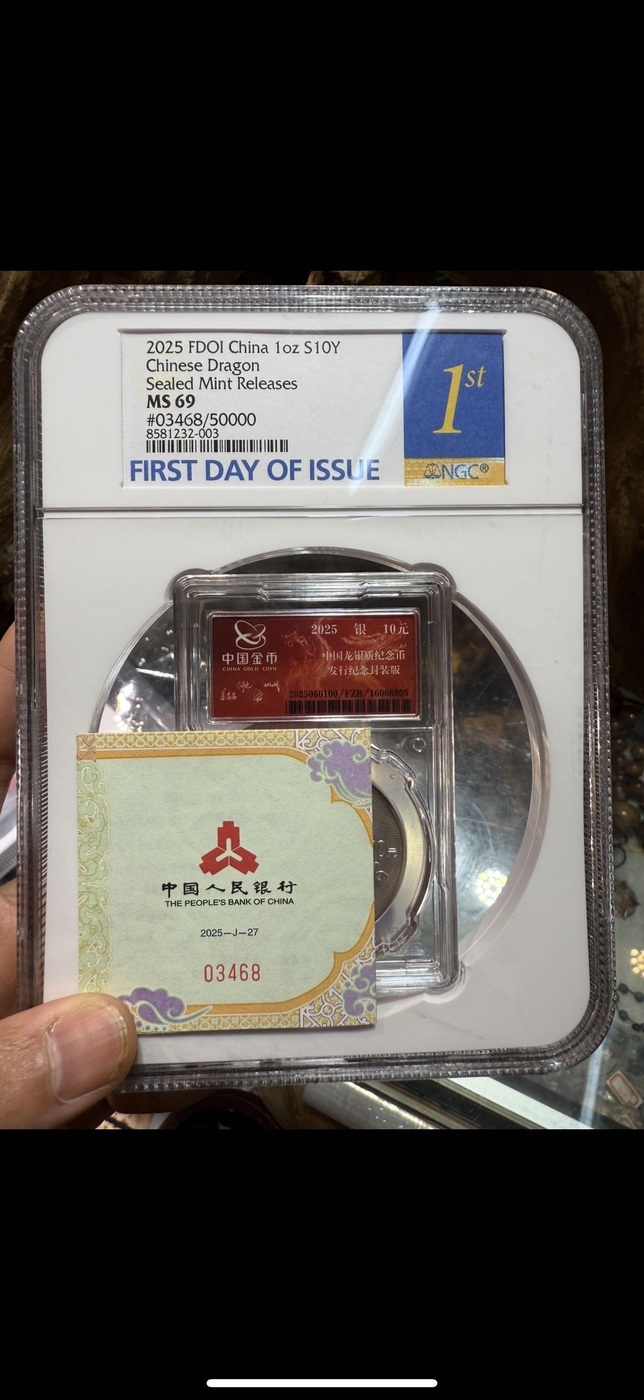 2025 FDOI China 1oz S10Y
Chinese Dragon
Sealed Mint Releases
MS 69
#03468/50000
8581232-003
FIRST DAY OF ISSUE
1st
NGC®
中国金币
CHINA GOLD COIN
2025 银 10元
中国龙银质纪念币
发行纪念封装版
2025060100/FZB/16068905
中国人民银行
THE PEOPLE'S BANK OF CHINA
2025-J-27
03468